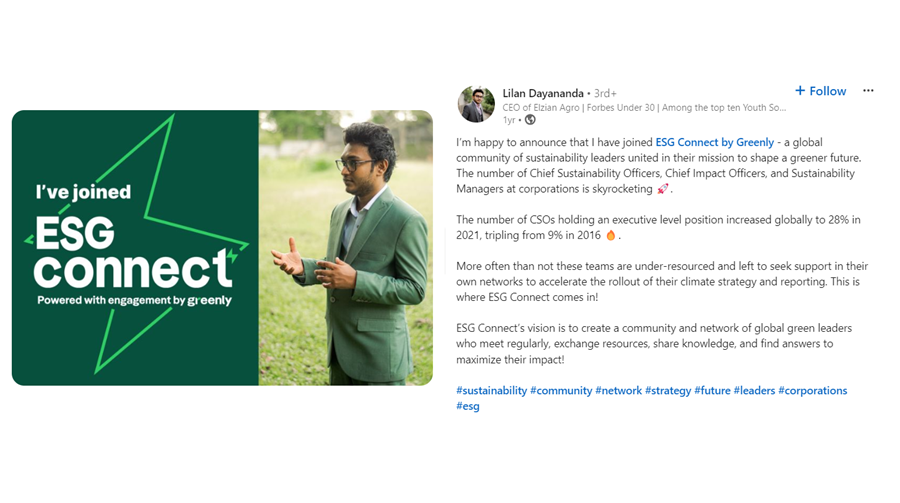 I've joined
ESG
connect
Powered with engagement by greenly
Lilan Dayananda • 3rd+
CEO of Elzian Agro | Forbes Under 30 | Among the top ten Youth So...
1yr •
+ Follow
I'm happy to announce that I have joined ESG Connect by Greenly - a global
community of sustainability leaders united in their mission to shape a greener future.
The number of Chief Sustainability Officers, Chief Impact Officers, and Sustainability
Managers at corporations is skyrocketing 🚀.
The number of CSOs holding an executive level position increased globally to 28% in
2021, tripling from 9% in 2016 🔥.
More often than not these teams are under-resourced and left to seek support in their
own networks to accelerate the rollout of their climate strategy and reporting. This is
where ESG Connect comes in!
ESG Connect's vision is to create a community and network of global green leaders
who meet regularly, exchange resources, share knowledge, and find answers to
maximize their impact!
#sustainability #community #network #strategy #future #leaders #corporations
#esg